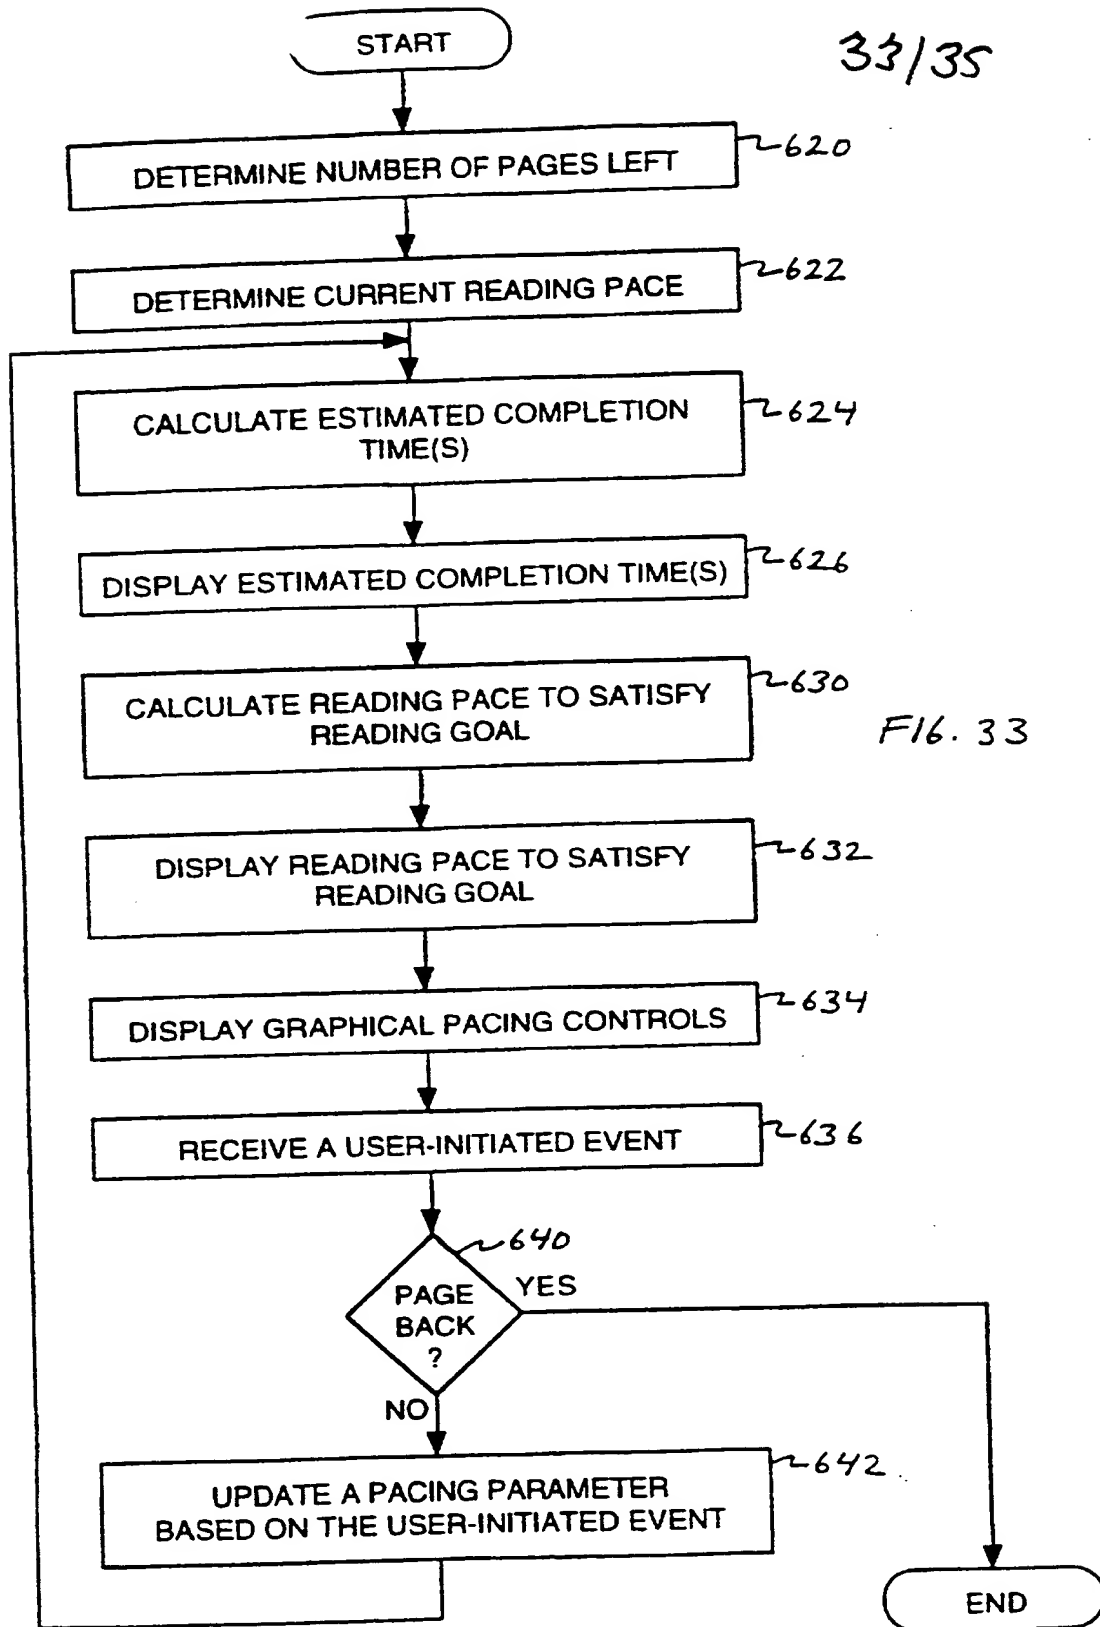 START
33/35
DETERMINE NUMBER OF PAGES LEFT
620
DETERMINE CURRENT READING PACE
622
CALCULATE ESTIMATED COMPLETION
TIME(S)
624
DISPLAY ESTIMATED COMPLETION TIME(S)
626
CALCULATE READING PACE TO SATISFY
READING GOAL
630
FIG. 33
DISPLAY READING PACE TO SATISFY
READING GOAL
632
DISPLAY GRAPHICAL PACING CONTROLS
634
RECEIVE A USER-INITIATED EVENT
636
640
PAGE
BACK
?
YES
NO
UPDATE A PACING PARAMETER
BASED ON THE USER-INITIATED EVENT
642
END